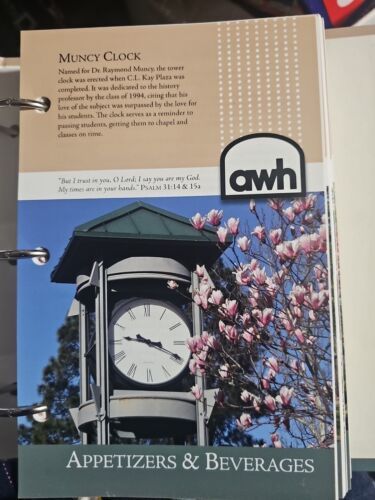 MUNCY CLOCK
Named for Dr. Raymond Muncy, the tower
clock was erected when C.L. Kay Plaza was
completed. It was dedicated to the history
professor by the class of 1994, citing that his
love of the subject was surpassed by the love for
his students. The clock serves as a reminder to
passing students, getting them to chapel and
classes on time.
"But I trust in you, O Lord; I say you are my God.
My times are in your hands." PSALM 31:14 & 15a
awh
APPETIZERS & BEVERAGES